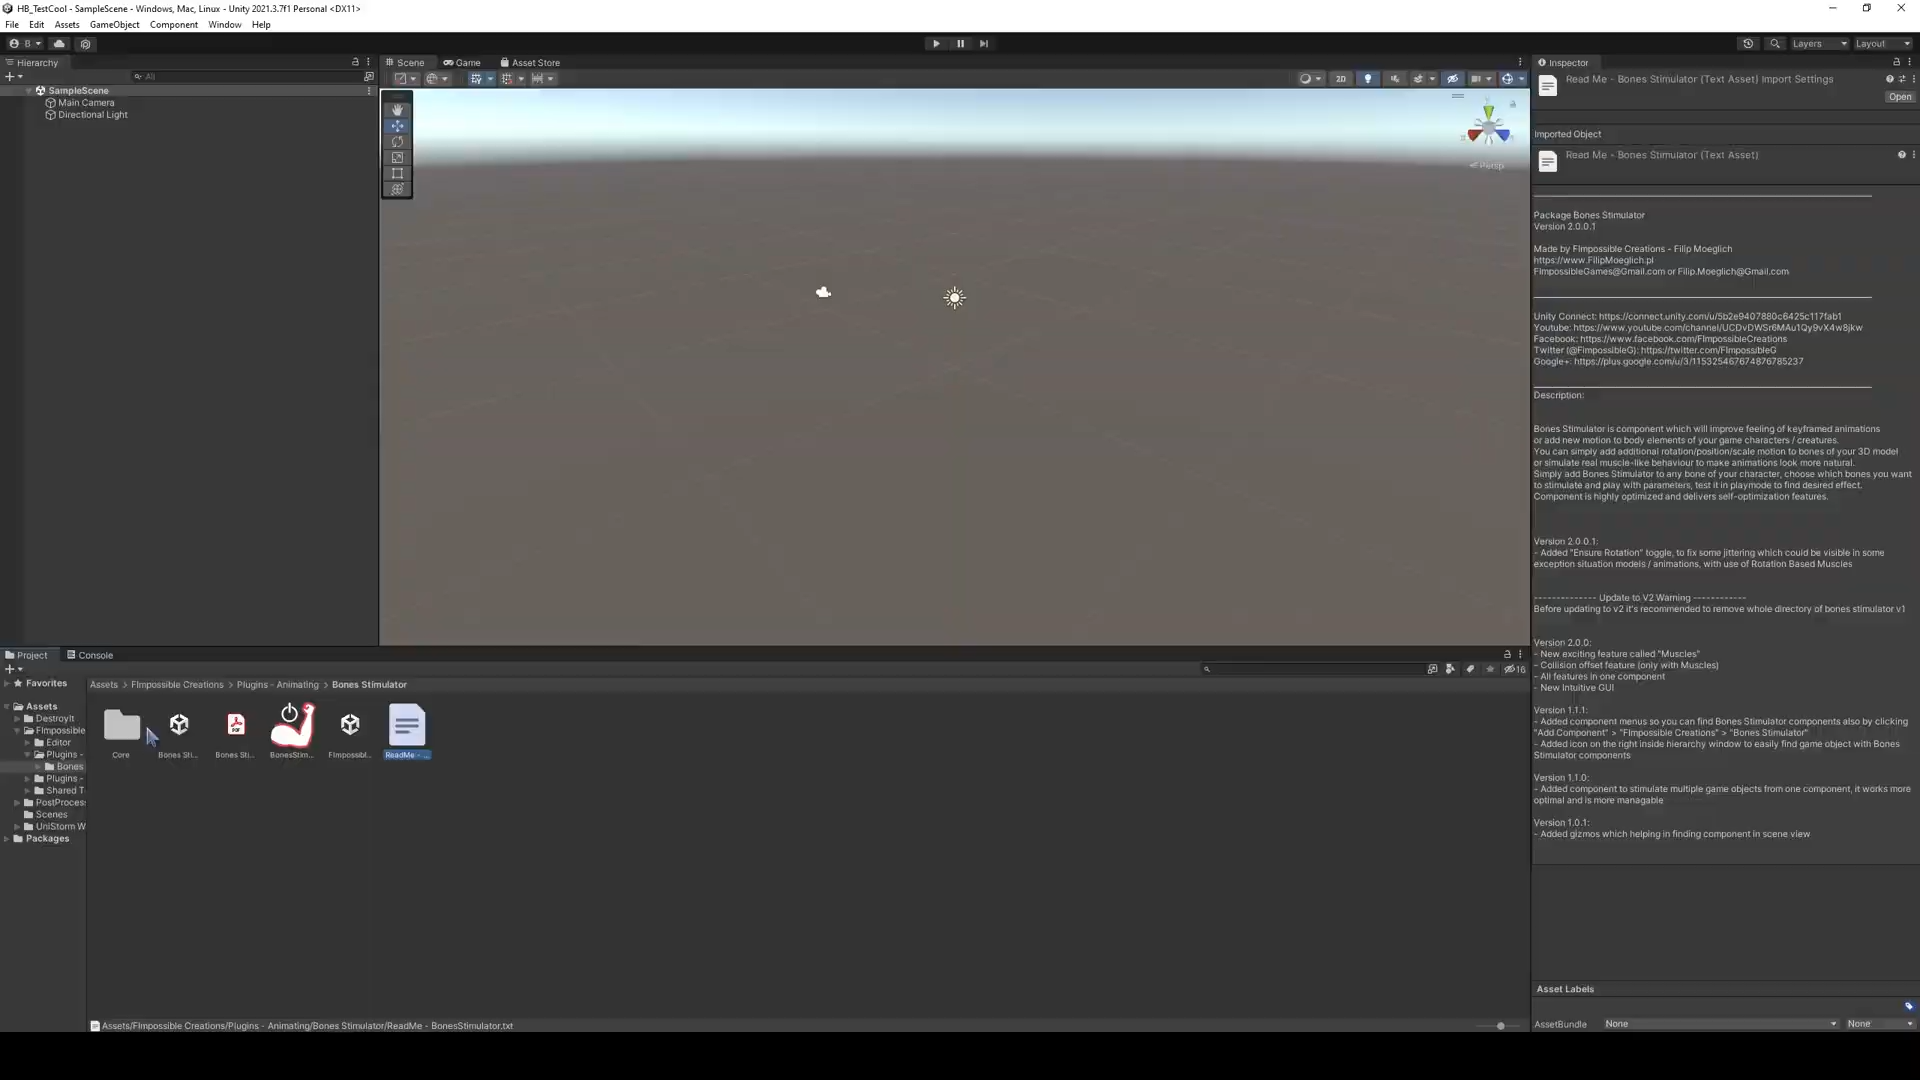 HB_TestCool - SampleScene - Windows, Mac, Linux - Unity 2021.3.7f1 Personal <DX11>
File Edit Assets GameObject Component Window Help
B
Layers
Layout
Hierarchy
All
SampleScene
Main Camera
Directional Light
Scene
Game
Asset Store
2D
Persp
Project
Console
16
Favorites
Assets
DestroyIt
FImpossible
Editor
Plugins -
Bones
Plugins -
Shared T
PostProces
Scenes
UniStorm W
Packages
Assets > FImpossible Creations > Plugins - Animating > Bones Stimulator
Core
Bones Sti...
Bones Sti...
BonesStim...
FImpossibl...
ReadMe - ...
Assets/FImpossible Creations/Plugins - Animating/Bones Stimulator/ReadMe - BonesStimulator.txt
Inspector
Read Me - Bones Stimulator (Text Asset) Import Settings
Open
Imported Object
Read Me - Bones Stimulator (Text Asset)
Package Bones Stimulator
Version 2.0.0.1
Made by FImpossible Creations - Filip Moeglich
https://www.FilipMoeglich.pl
FImpossibleGames@Gmail.com or Filip.Moeglich@Gmail.com
Unity Connect: https://connect.unity.com/u/5b2e9407880c6425c117fab1
Youtube: https://www.youtube.com/channel/UCDvDWSr6MAu1Qy9vX4w8jkw
Facebook: https://www.facebook.com/FImpossibleCreations
Twitter (@FimpossibleG): https://twitter.com/FImpossibleG
Google+: https://plus.google.com/u/3/115325467674876785237
Description:
Bones Stimulator is component which will improve feeling of keyframed animations
or add new motion to body elements of your game characters / creatures.
You can simply add additional rotation/position/scale motion to bones of your 3D model
or simulate real muscle-like behaviour to make animations look more natural.
Simply add Bones Stimulator to any bone of your character, choose which bones you want
to stimulate and play with parameters, test it in playmode to find desired effect.
Component is highly optimized and delivers self-optimization features.
Version 2.0.0.1:
- Added "Ensure Rotation" toggle, to fix some jittering which could be visible in some
exception situation models / animations, with use of Rotation Based Muscles
-------------- Update to V2 Warning ------------
Before updating to v2 it's recommended to remove whole directory of bones stimulator v1
Version 2.0.0:
- New exciting feature called "Muscles"
- Collision offset feature (only with Muscles)
- All features in one component
- New Intuitive GUI
Version 1.1.1:
- Added component menus so you can find Bones Stimulator components also by clicking
"Add Component" > "FImpossible Creations" > "Bones Stimulator"
- Added icon on the right inside hierarchy window to easily find game object with Bones
Stimulator components
Version 1.1.0:
- Added component to stimulate multiple game objects from one component, it works more
optimal and is more managable
Version 1.0.1:
- Added gizmos which helping in finding component in scene view
Asset Labels
AssetBundle None None